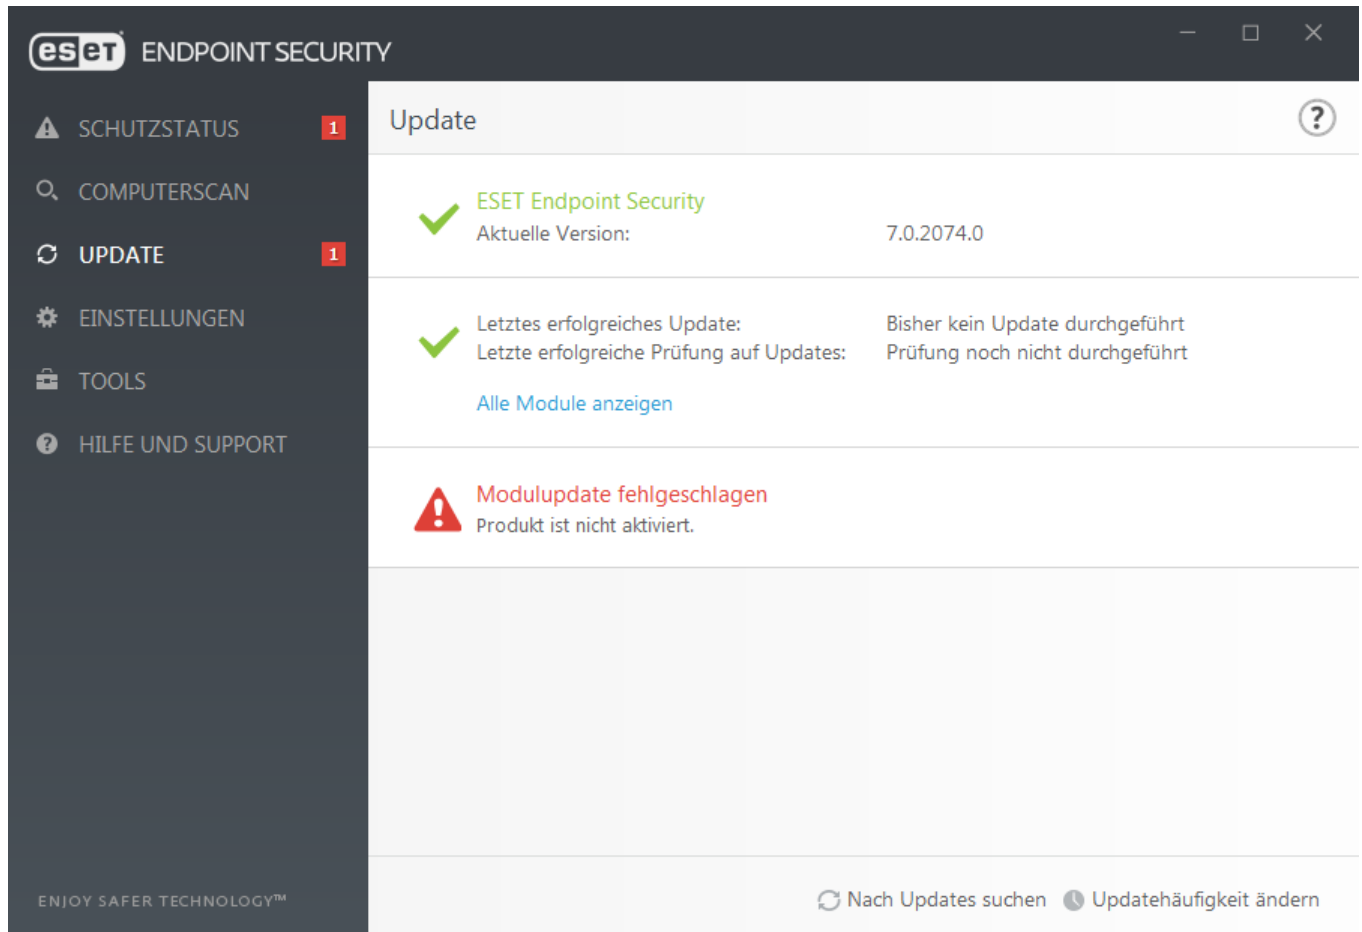 eset ENDPOINT SECURITY
SCHUTZSTATUS 1
COMPUTERSCAN
UPDATE 1
EINSTELLUNGEN
TOOLS
HILFE UND SUPPORT
ENJOY SAFER TECHNOLOGY™
Update ?
ESET Endpoint Security
Aktuelle Version: 7.0.2074.0
Letztes erfolgreiches Update: Bisher kein Update durchgeführt
Letzte erfolgreiche Prüfung auf Updates: Prüfung noch nicht durchgeführt
Alle Module anzeigen
Modulupdate fehlgeschlagen
Produkt ist nicht aktiviert.
Nach Updates suchen Updatehäufigkeit ändern